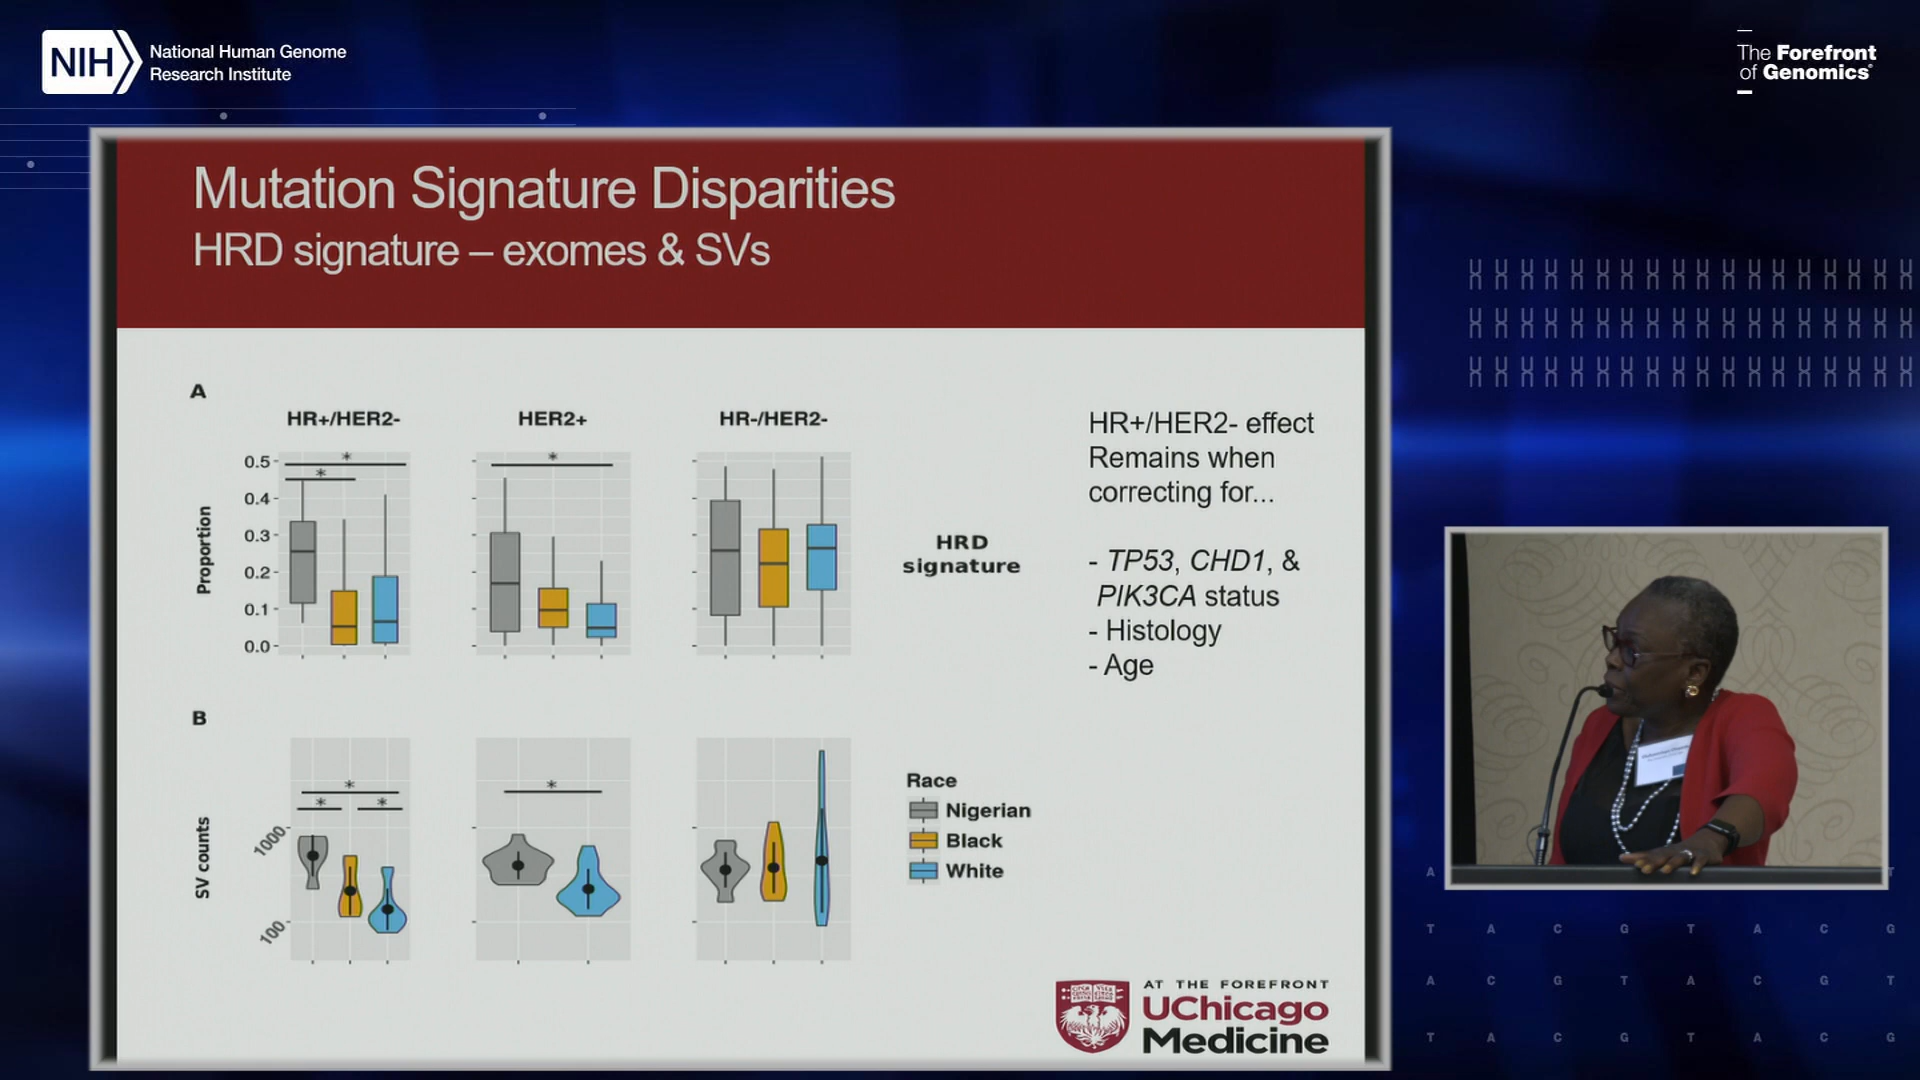 NIH
National Human Genome
Research Institute
The Forefront
of Genomics®
Mutation Signature Disparities
HRD signature – exomes & SVs
A
HR+/HER2-
HER2+
HR-/HER2-
Proportion
0.5
0.4
0.3
0.2
0.1
0.0
*
*
*
HRD
signature
HR+/HER2- effect
Remains when
correcting for...
- TP53, CHD1, &
PIK3CA status
- Histology
- Age
B
SV counts
1000
100
*
*
*
*
Race
Nigerian
Black
White
AT THE FOREFRONT
UChicago
Medicine
A
T
T A C G T A C G
A C G T A C G T
T A C G T A C G